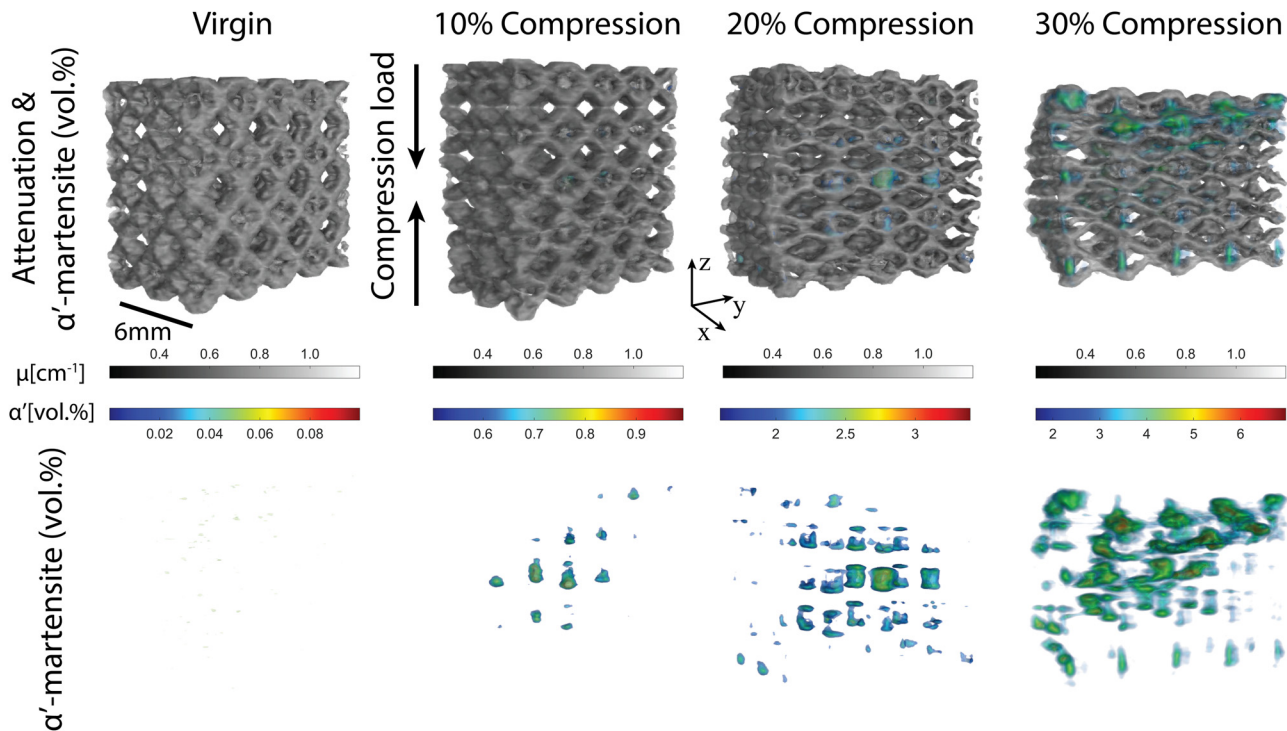 Virgin
10% Compression
20% Compression
30% Compression
Attenuation &
α′-martensite (vol.%)
Compression load
6mm
z
y
x
μ[cm⁻¹]
0.4 0.6 0.8 1.0
0.4 0.6 0.8 1.0
0.4 0.6 0.8 1.0
0.4 0.6 0.8 1.0
α′[vol.%]
0.02 0.04 0.06 0.08
0.6 0.7 0.8 0.9
2 2.5 3
2 3 4 5 6
α′-martensite (vol.%)